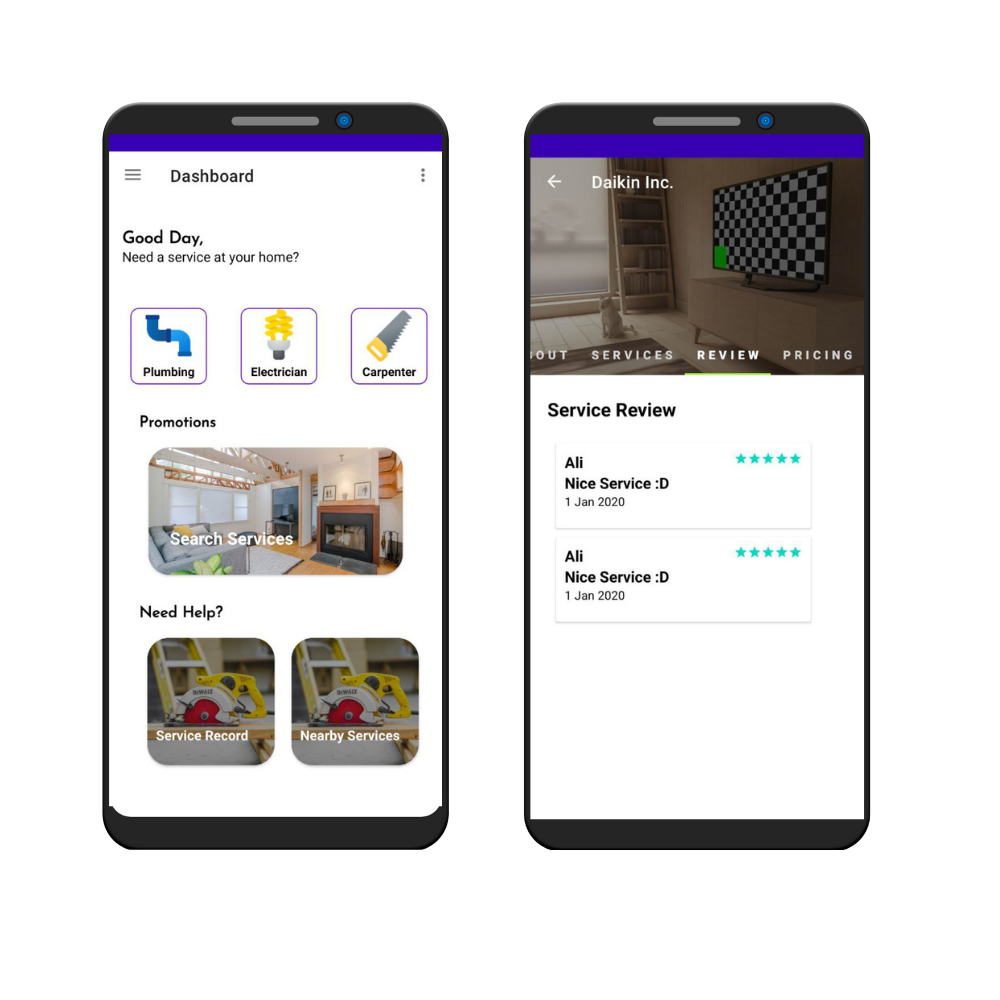 Dashboard
Good Day,
Need a service at your home?
Plumbing
Electrician
Carpenter
Promotions
Search Services
Need Help?
DEWALT
Service Record
DEWALT
Nearby Services
Daikin Inc.
OUT SERVICES REVIEW PRICING
Service Review
Ali
Nice Service :D
1 Jan 2020
Ali
Nice Service :D
1 Jan 2020